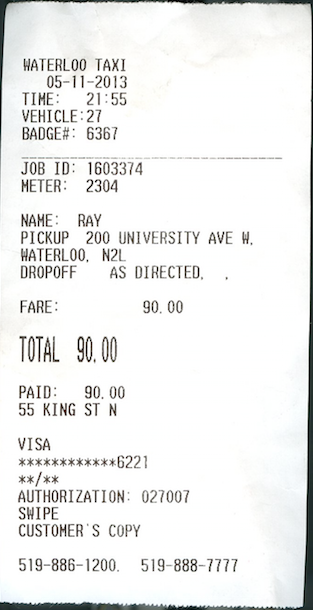 WATERLOO TAXI
05-11-2013
TIME: 21:55
VEHICLE:27
BADGE#: 6367
JOB ID: 1603374
METER: 2304
NAME: RAY
PICKUP 200 UNIVERSITY AVE W,
WATERLOO, N2L
DROPOFF AS DIRECTED, ,
FARE: 90.00
TOTAL 90.00
PAID: 90.00
55 KING ST N
VISA
************6221
**/**
AUTHORIZATION: 027007
SWIPE
CUSTOMER'S COPY
519-886-1200. 519-888-7777